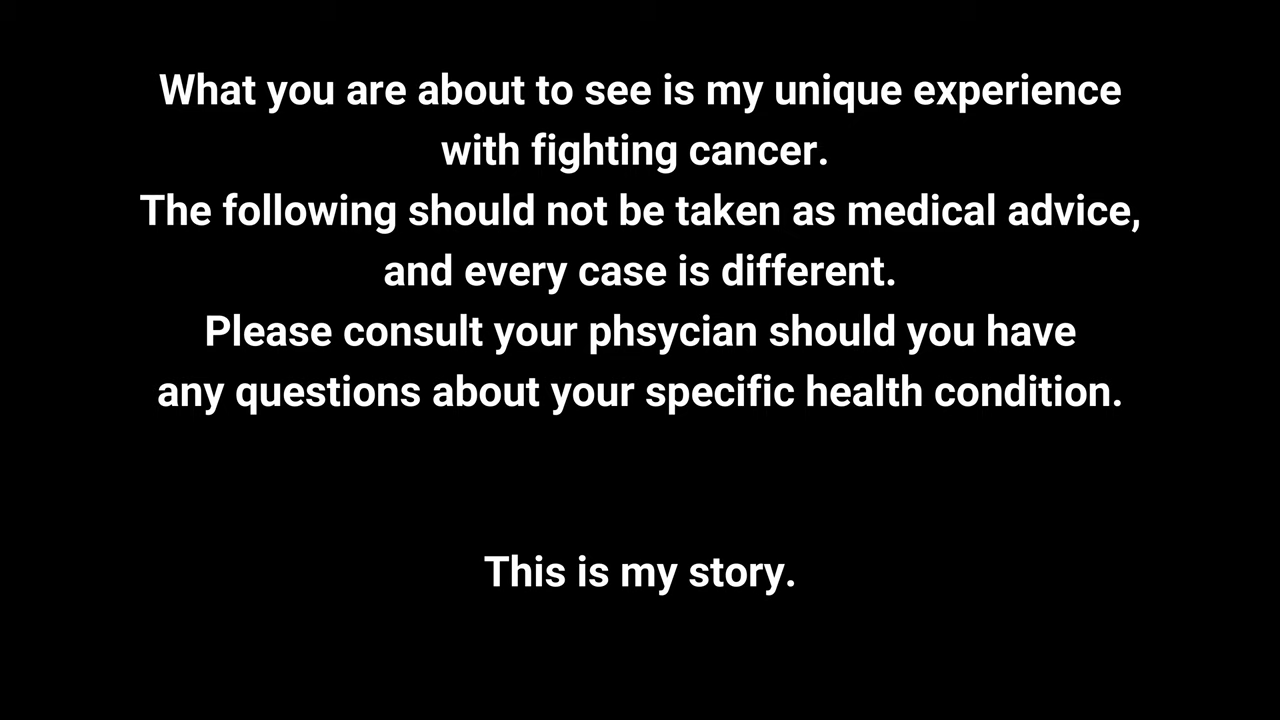 What you are about to see is my unique experience
with fighting cancer.
The following should not be taken as medical advice,
and every case is different.
Please consult your phsycian should you have
any questions about your specific health condition.
This is my story.